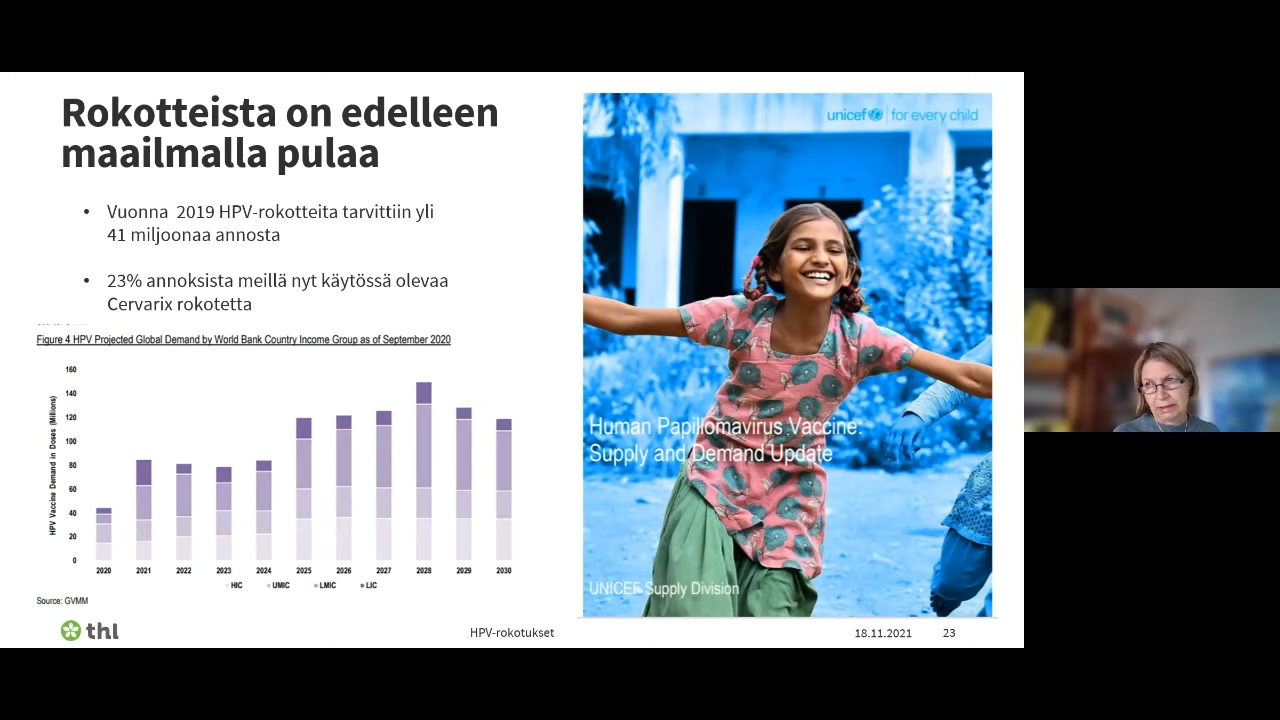 Rokotteista on edelleen
maailmalla pulaa
• Vuonna 2019 HPV-rokotteita tarvittiin yli
41 miljoonaa annosta
• 23% annoksista meillä nyt käytössä olevaa
Cervarix rokotetta
Figure 4 HPV Projected Global Demand by World Bank Country Income Group as of September 2020
HPV Vaccine Demand in Doses (Millions)
160
140
120
100
80
60
40
20
0
2020 2021 2022 2023 2024 2025 2026 2027 2028 2029 2030
HIC UMIC LMIC LIC
Source: GVMM
unicef for every child
Human Papillomavirus Vaccine:
Supply and Demand Update
UNICEF Supply Division
thl
HPV-rokotukset
18.11.2021
23